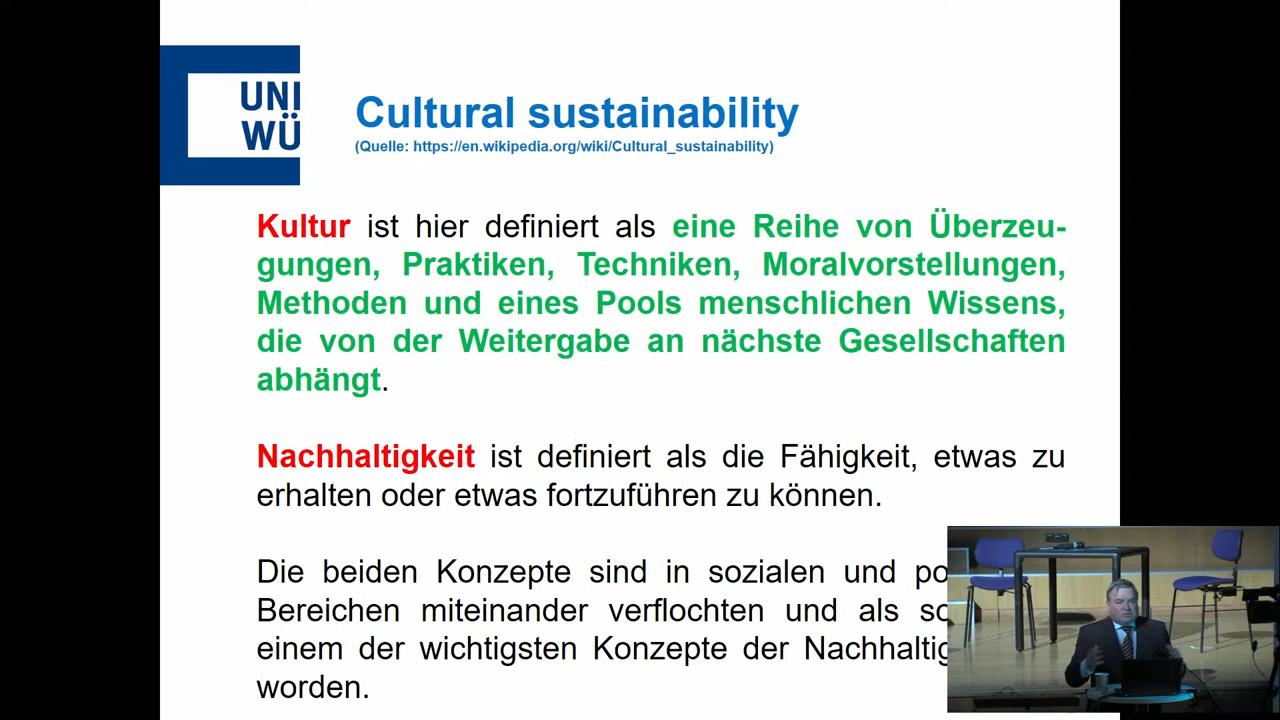 UNI
WÜ
Cultural sustainability
(Quelle: https://en.wikipedia.org/wiki/Cultural_sustainability)
Kultur ist hier definiert als eine Reihe von Überzeu-
gungen, Praktiken, Techniken, Moralvorstellungen,
Methoden und eines Pools menschlichen Wissens,
die von der Weitergabe an nächste Gesellschaften
abhängt.
Nachhaltigkeit ist definiert als die Fähigkeit, etwas zu
erhalten oder etwas fortzuführen zu können.
Die beiden Konzepte sind in sozialen und
Bereichen miteinander verflochten und als
einem der wichtigsten Konzepte der
worden.